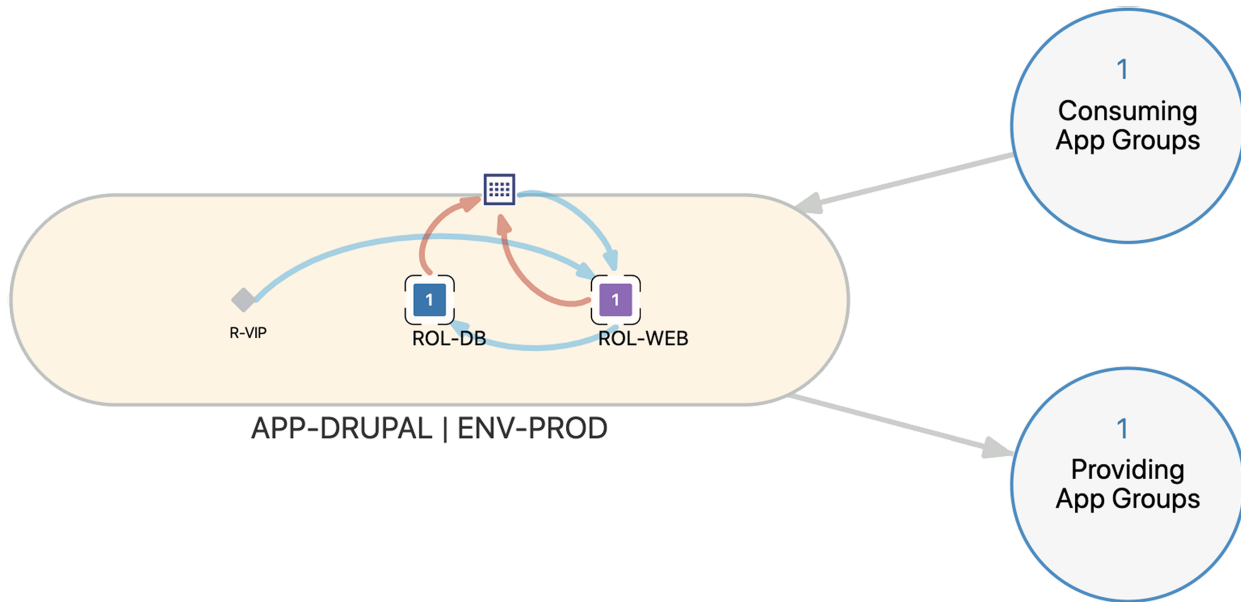 1
Consuming
App Groups
R-VIP
1
ROL-DB
1
ROL-WEB
APP-DRUPAL | ENV-PROD
1
Providing
App Groups